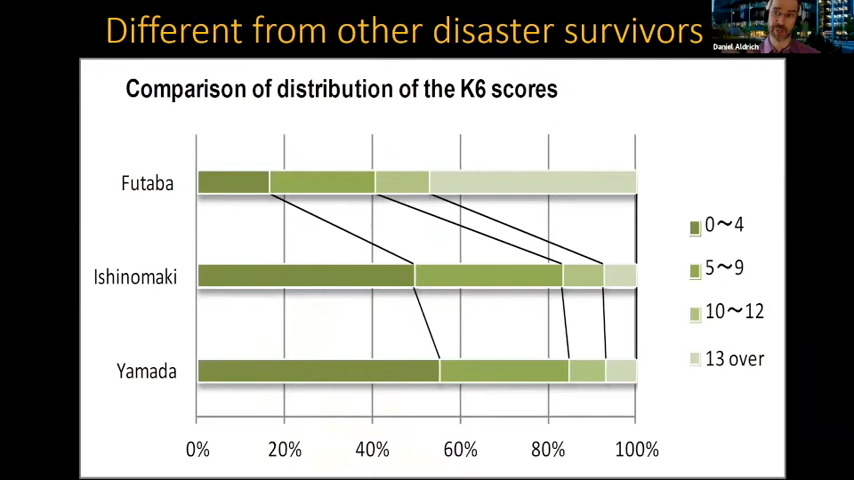 Different from other disaster survivors
Daniel Aldrich
Comparison of distribution of the K6 scores
Futaba
Ishinomaki
Yamada
0%
20%
40%
60%
80%
100%
0～4
5～9
10～12
13 over